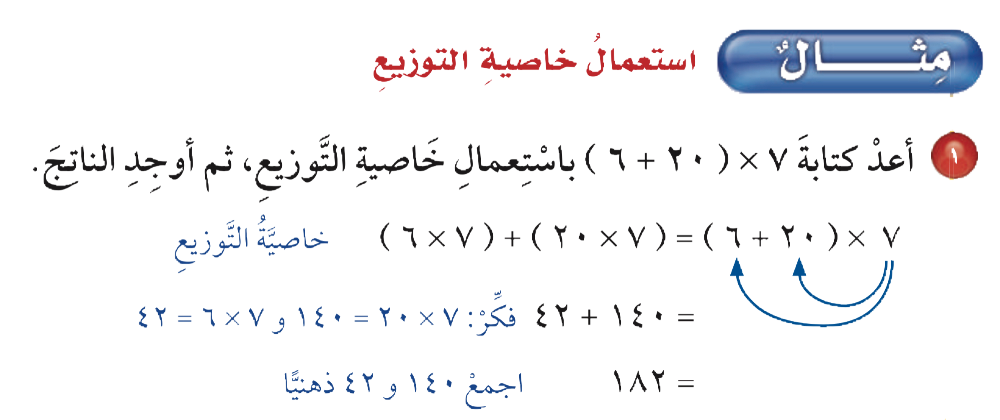 مِثـــالٌ استعمالُ خاصيةِ التوزيعِ
١ أعدْ كتابةَ ٧ × (٢٠ + ٦) باسْتِعمالِ خَاصيةِ التَّوزيعِ، ثم أوجِدِ الناتجَ.
٧ × (٢٠ + ٦) = (٧ × ٢٠) + (٧ × ٦) خاصيَّةُ التَّوزيعِ
= ١٤٠ + ٤٢ فكِّرْ: ٧ × ٢٠ = ١٤٠ و ٧ × ٦ = ٤٢
= ١٨٢ اجمعْ ١٤٠ و ٤٢ ذهنيًّا